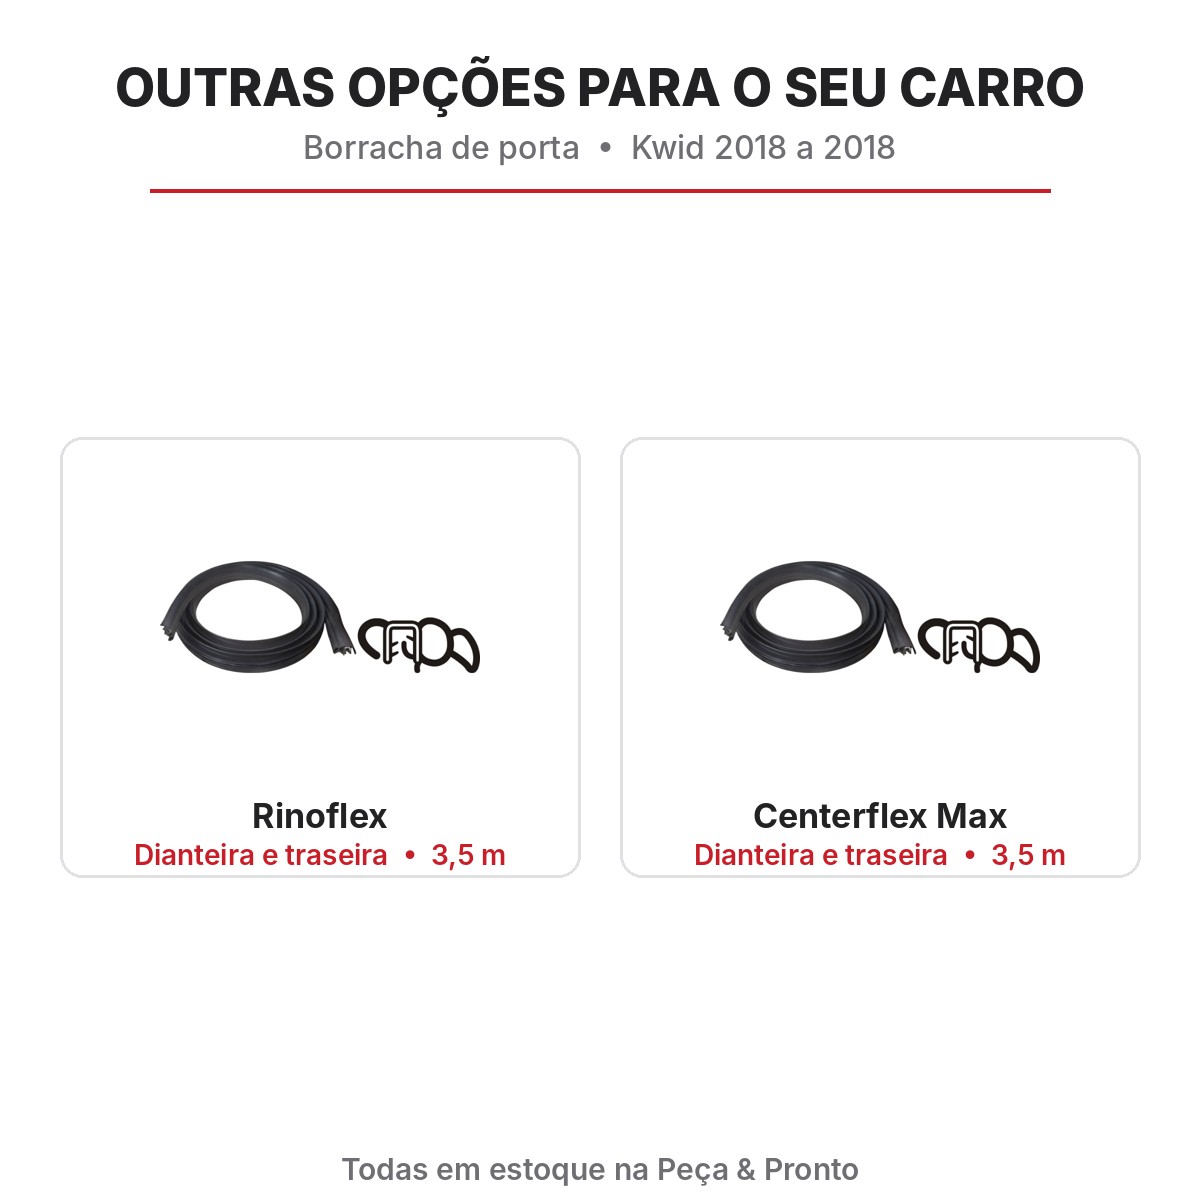 OUTRAS OPÇÕES PARA O SEU CARRO
Borracha de porta • Kwid 2018 a 2018
Rinoflex
Dianteira e traseira • 3,5 m
Centerflex Max
Dianteira e traseira • 3,5 m
Todas em estoque na Peça & Pronto